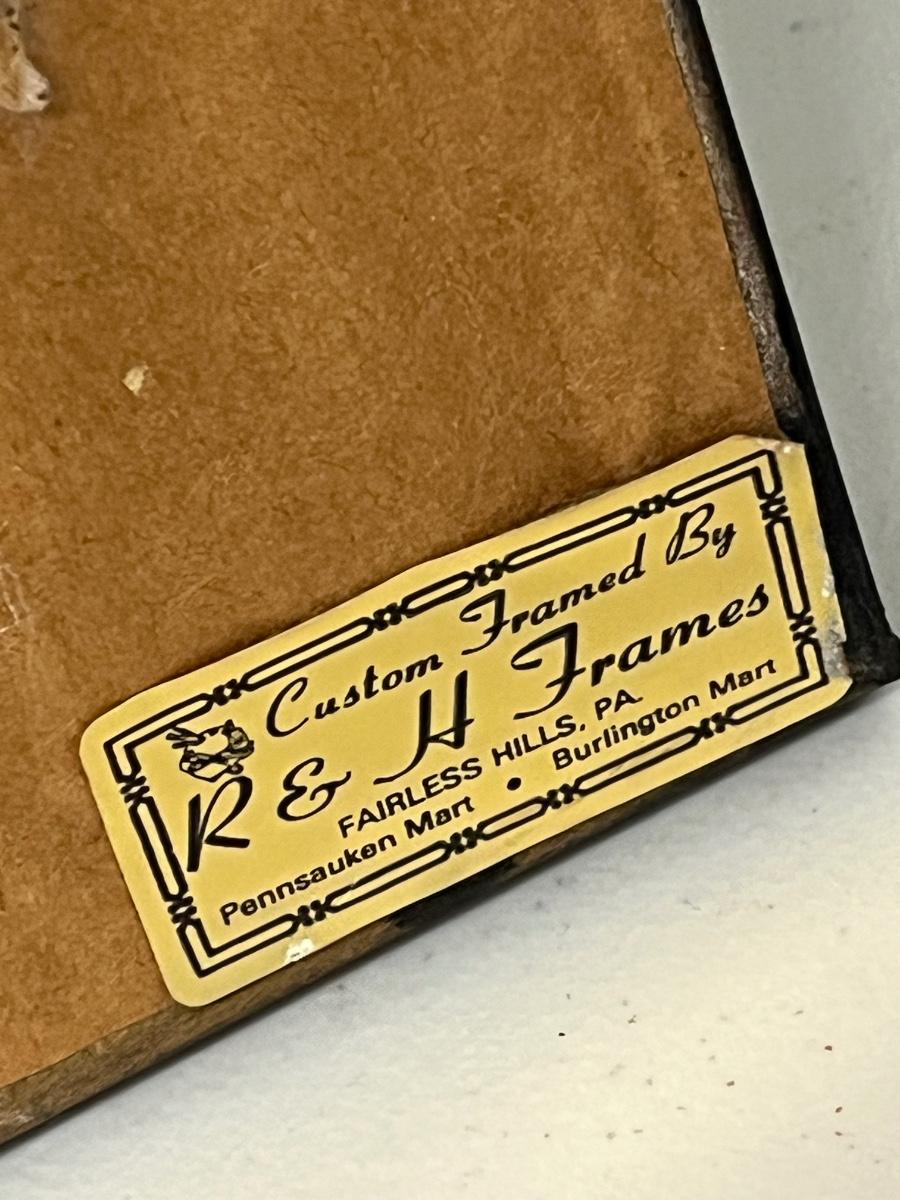 Custom Framed By
R & H Frames
FAIRLESS HILLS, PA.
Pennsauken Mart • Burlington Mart